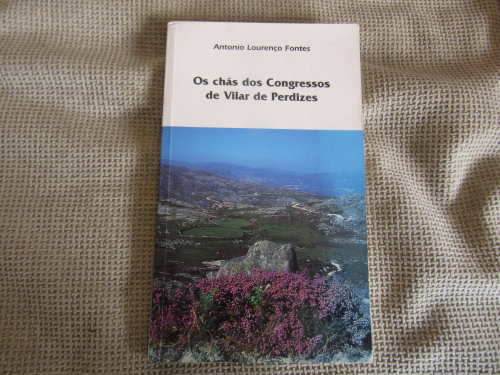 Antonio Lourenço Fontes
Os chás dos Congressos
de Vilar de Perdizes